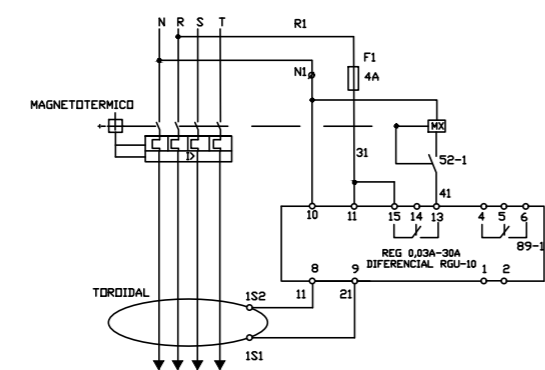 N R S T
R1
F1
4A
N1
MAGNETOTERMICO
MX
I>
31
52-1
41
10 11 15 14 13 4 5 6
89-1
REG 0,03A-30A
DIFERENCIAL RGU-10
8 9 1 2
11 21
TOROIDAL
1S2
1S1